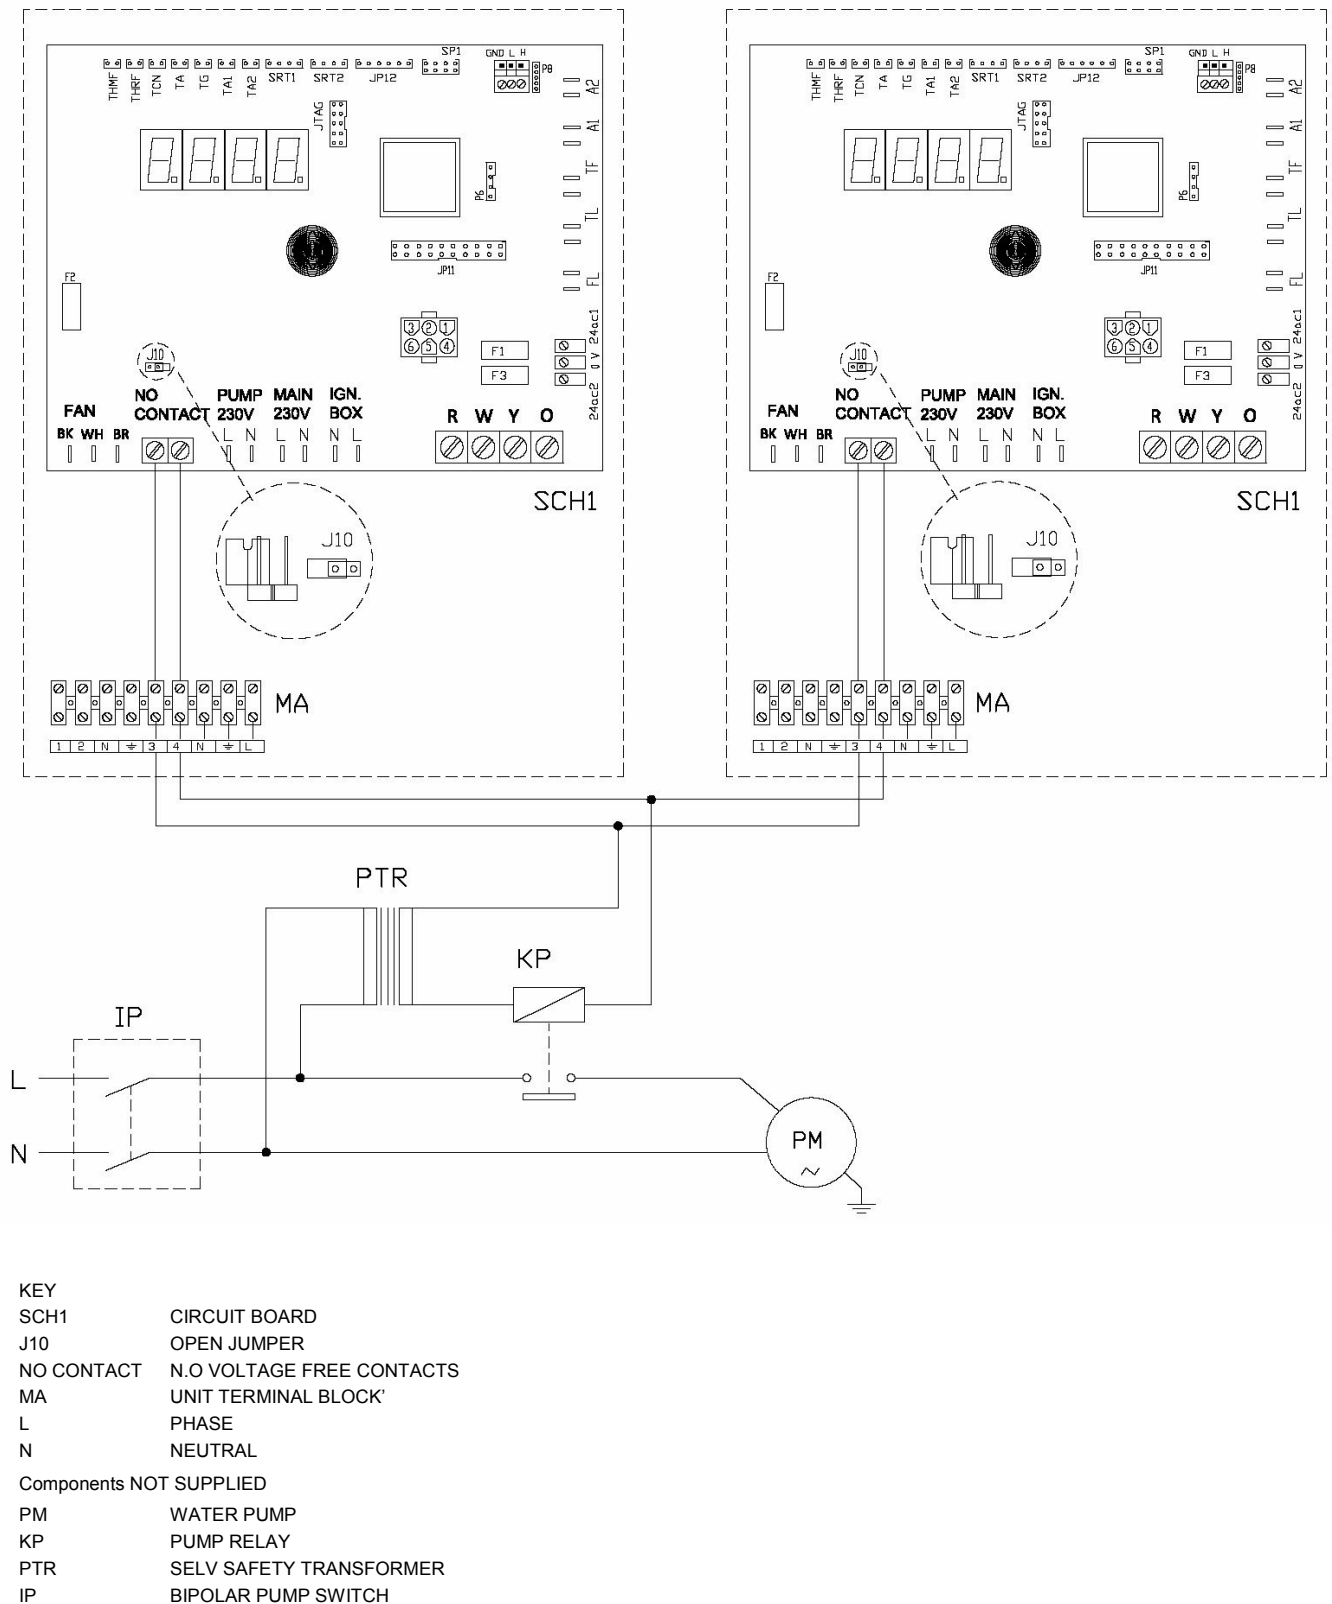 SP1 GND L H
P8
THMF THRF TCN TA TG TA1 TA2 SRT1 SRT2 JP12
JTAG
P6
A2
A1
TF
TL
FL
JP11
F2
3 2 1
6 5 4
F1
F3
24ac1
0 V
24ac2
J10
NO PUMP MAIN IGN.
FAN CONTACT 230V 230V BOX
BK WH BR L N L N N L
R W Y O
SCH1
J10
MA
1 2 N 3 4 N L
SP1 GND L H
P8
THMF THRF TCN TA TG TA1 TA2 SRT1 SRT2 JP12
JTAG
P6
A2
A1
TF
TL
FL
JP11
F2
3 2 1
6 5 4
F1
F3
24ac1
0 V
24ac2
J10
NO PUMP MAIN IGN.
FAN CONTACT 230V 230V BOX
BK WH BR L N L N N L
R W Y O
SCH1
J10
MA
1 2 N 3 4 N L
PTR
KP
IP
L
N
PM
KEY
SCH1 CIRCUIT BOARD
J10 OPEN JUMPER
NO CONTACT N.O VOLTAGE FREE CONTACTS
MA UNIT TERMINAL BLOCK’
L PHASE
N NEUTRAL
Components NOT SUPPLIED
PM WATER PUMP
KP PUMP RELAY
PTR SELV SAFETY TRANSFORMER
IP BIPOLAR PUMP SWITCH